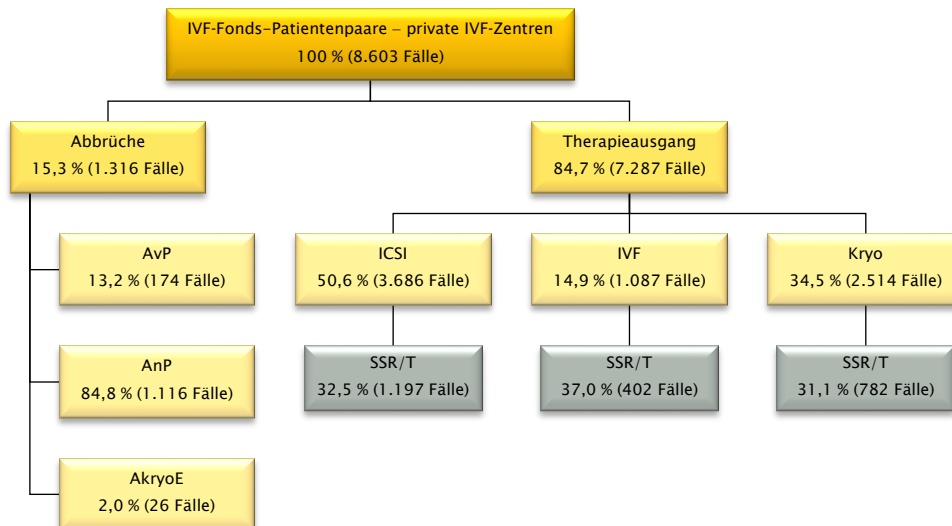 IVF-Fonds-Patientenpaare – private IVF-Zentren
100 % (8.603 Fälle)
Abbrüche
15,3 % (1.316 Fälle)
Therapieausgang
84,7 % (7.287 Fälle)
AvP
13,2 % (174 Fälle)
ICSI
50,6 % (3.686 Fälle)
IVF
14,9 % (1.087 Fälle)
Kryo
34,5 % (2.514 Fälle)
AnP
84,8 % (1.116 Fälle)
SSR/T
32,5 % (1.197 Fälle)
SSR/T
37,0 % (402 Fälle)
SSR/T
31,1 % (782 Fälle)
AkryoE
2,0 % (26 Fälle)